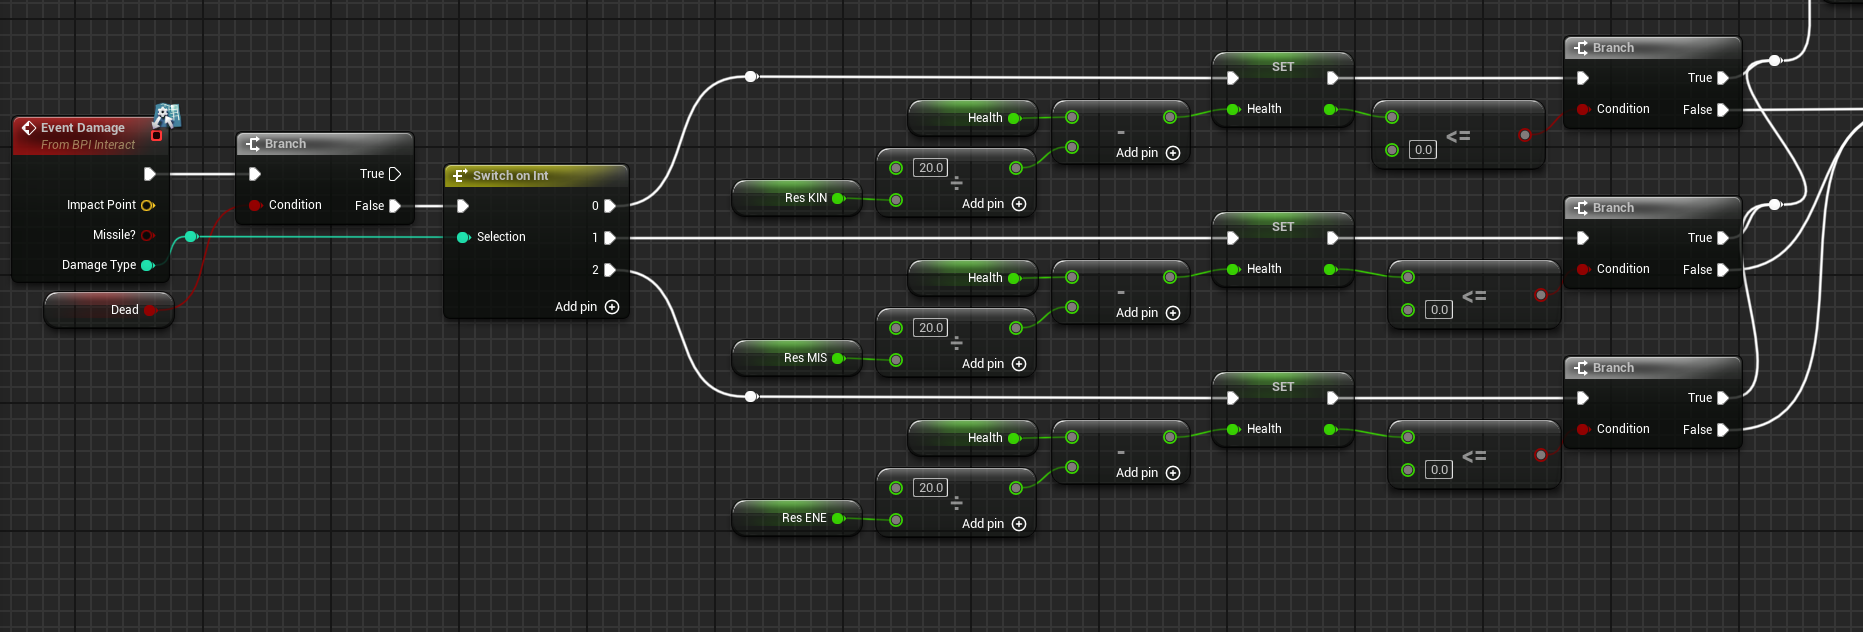 Event Damage
From BPI Interact
Impact Point
Missile?
Damage Type
Dead
Branch
True
Condition
False
Switch on Int
0
Selection
1
2
Add pin
SET
Health
Health
-
Add pin
20.0
÷
Add pin
Res KIN
<=
0.0
Branch
True
Condition
False
SET
Health
Health
-
Add pin
20.0
÷
Add pin
Res MIS
<=
0.0
Branch
True
Condition
False
SET
Health
Health
-
Add pin
20.0
÷
Add pin
Res ENE
<=
0.0
Branch
True
Condition
False